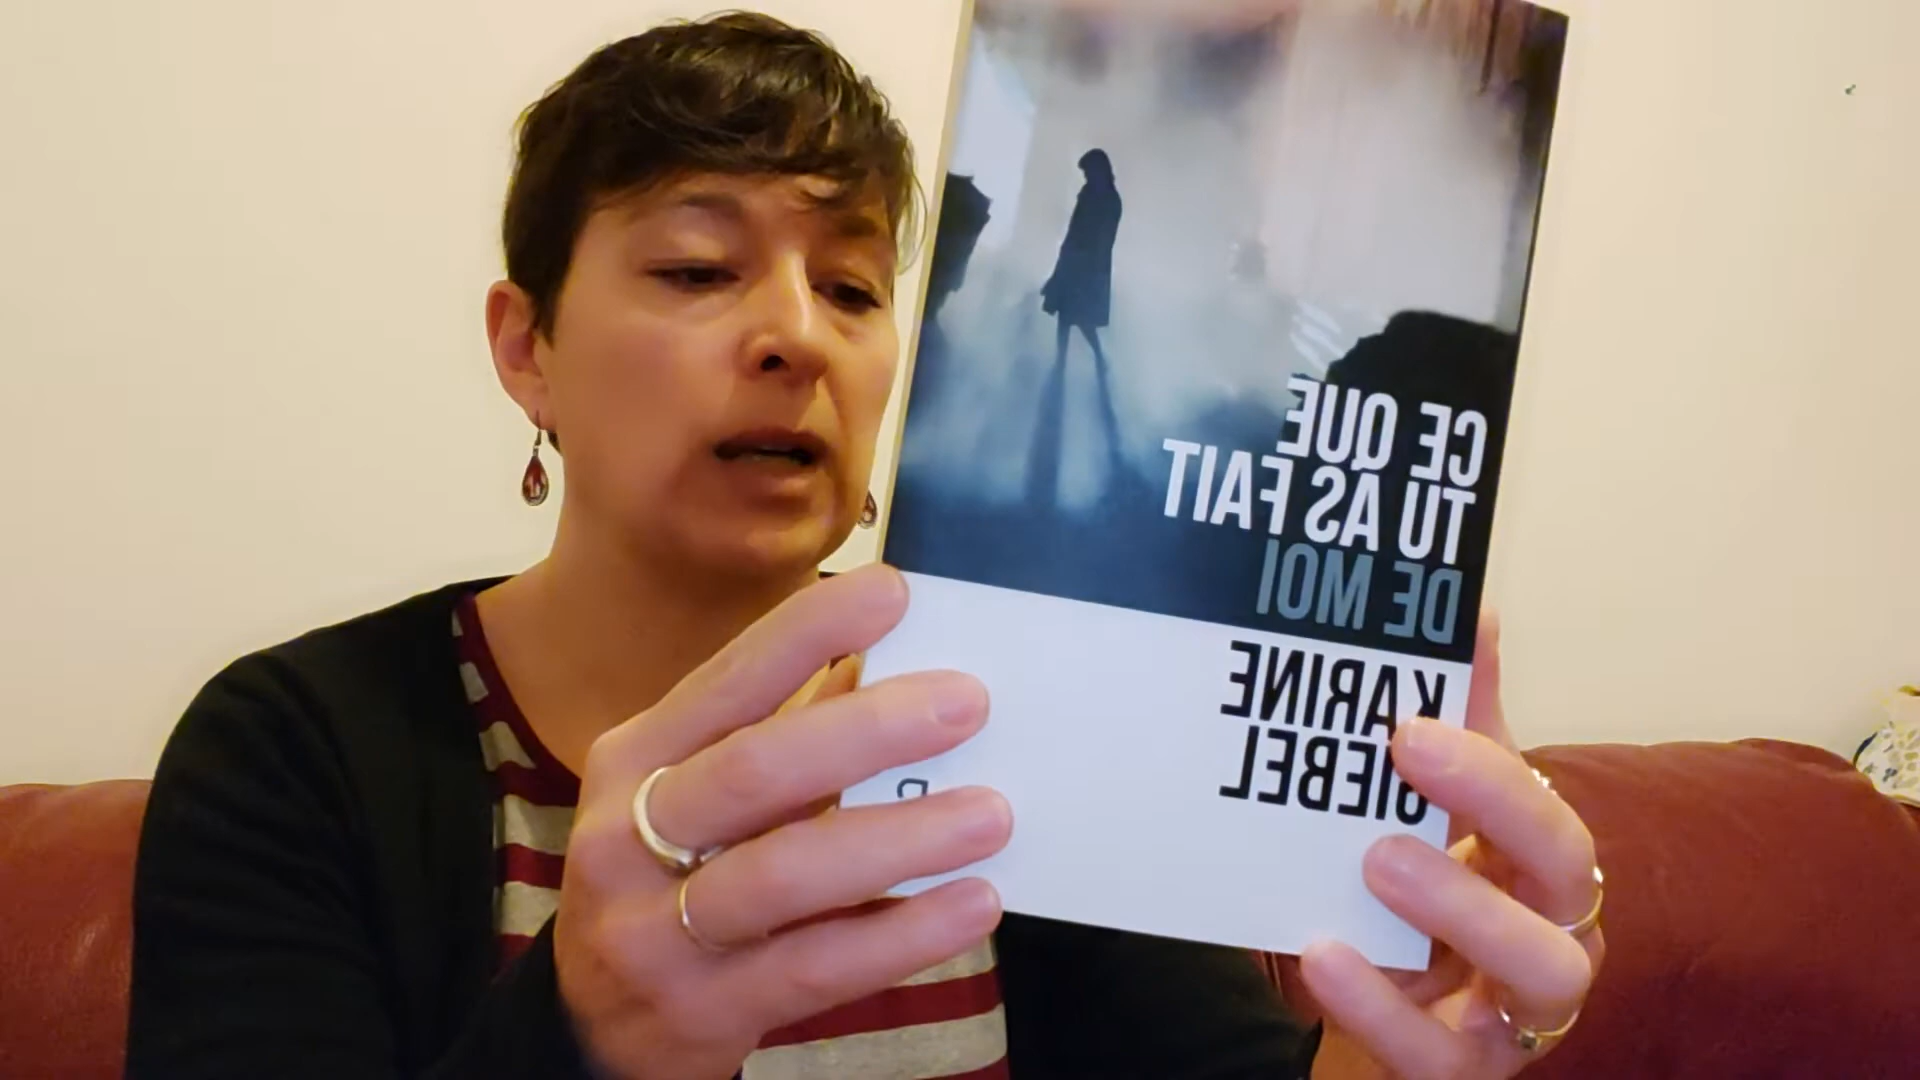 CE QUE
TU AS FAIT
DE MOI
KARINE
GIEBEL